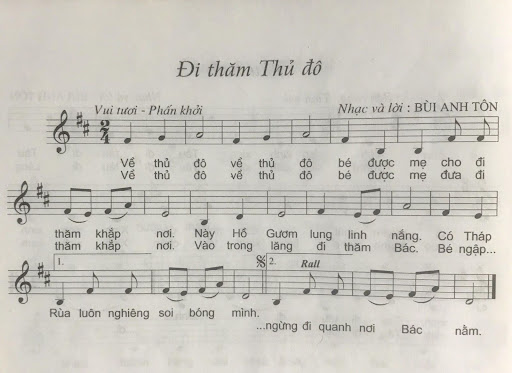 Đi thăm Thủ đô
Vui tươi - Phấn khởi
Nhạc và lời : BÙI ANH TÔN
2
4
Về thủ đô về thủ đô bé được mẹ cho đi
Về thủ đô về thủ đô bé được mẹ đưa đi
thăm khắp nơi. Này Hồ Gươm lung linh nắng. Có Tháp
thăm khắp nơi. Vào trong lăng đi thăm Bác. Bé ngập...
1.
2.
Rall
Rùa luôn nghiêng soi bóng mình.
...ngừng đi quanh nơi Bác nằm.